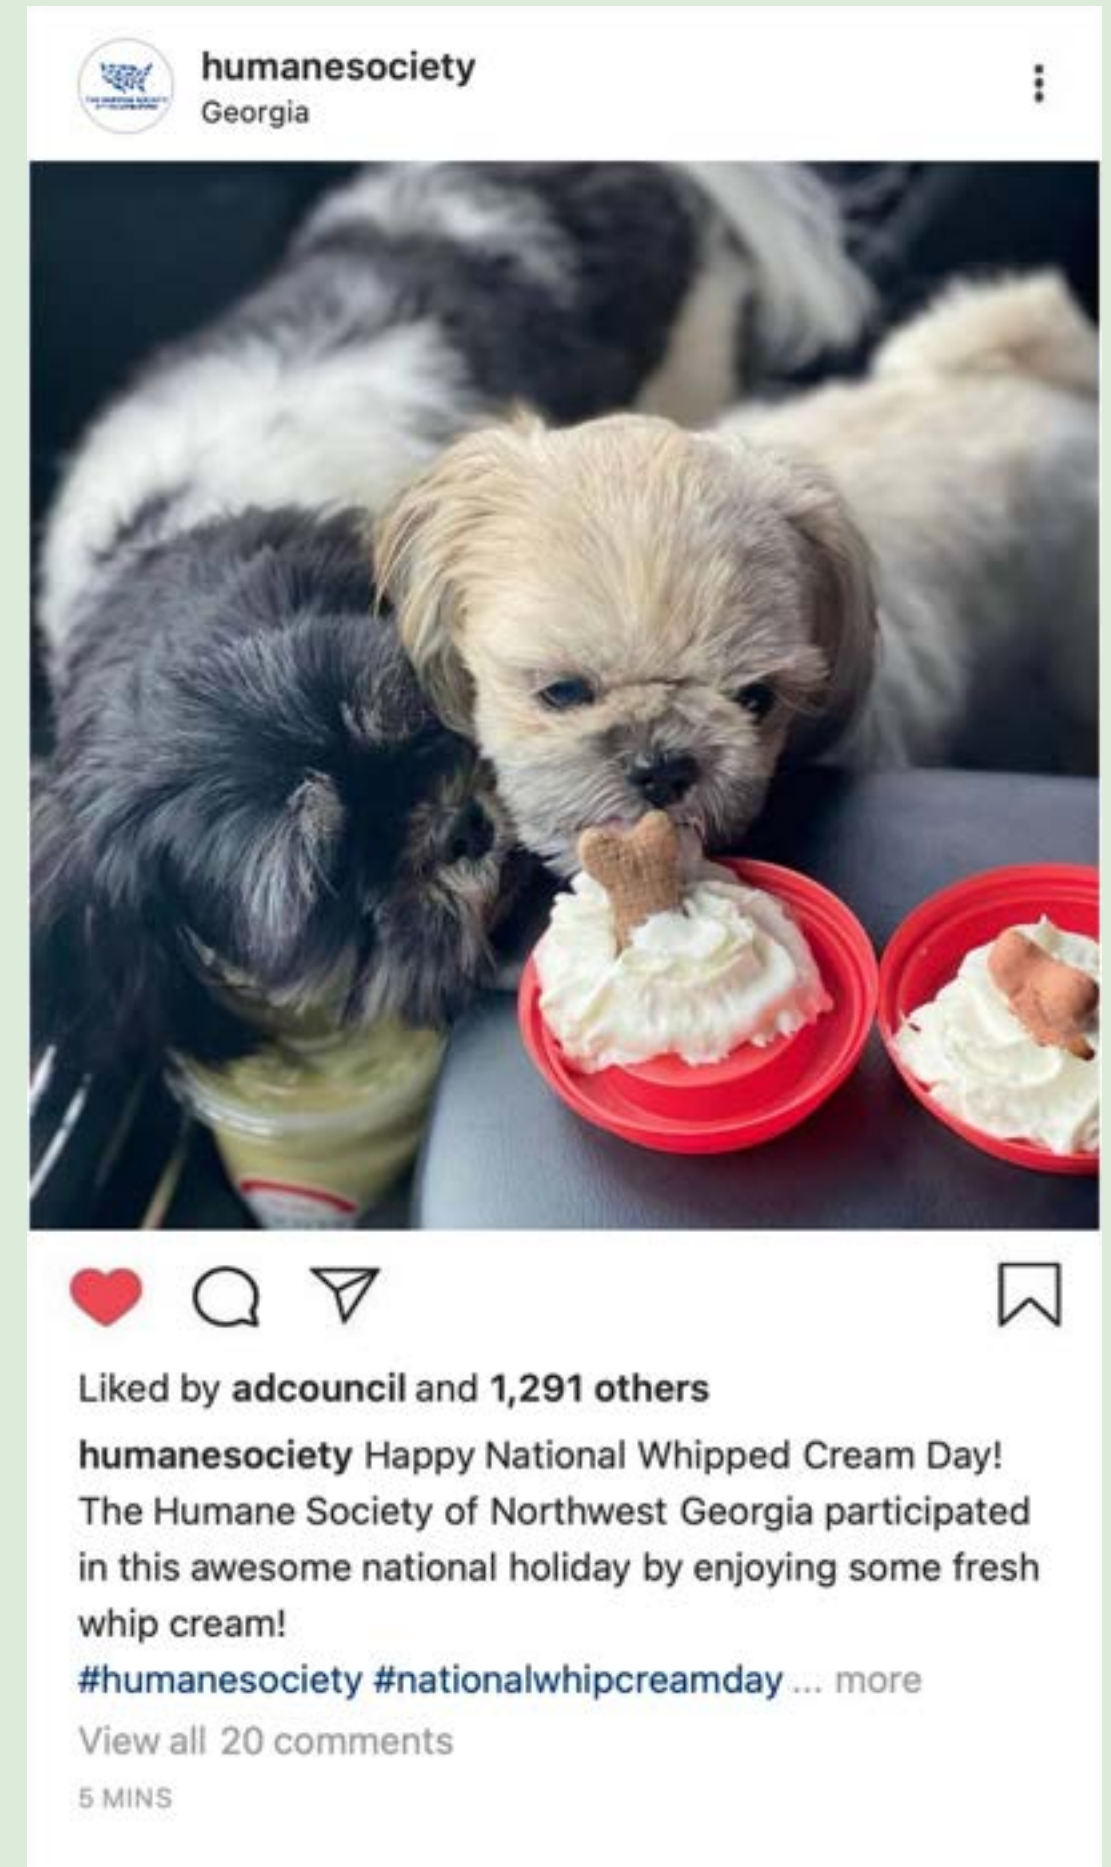 humanesociety
Georgia
Liked by adcouncil and 1,291 others
humanesociety Happy National Whipped Cream Day!
The Humane Society of Northwest Georgia participated
in this awesome national holiday by enjoying some fresh
whip cream!
#humanesociety #nationalwhipcreamday ... more
View all 20 comments
5 MINS